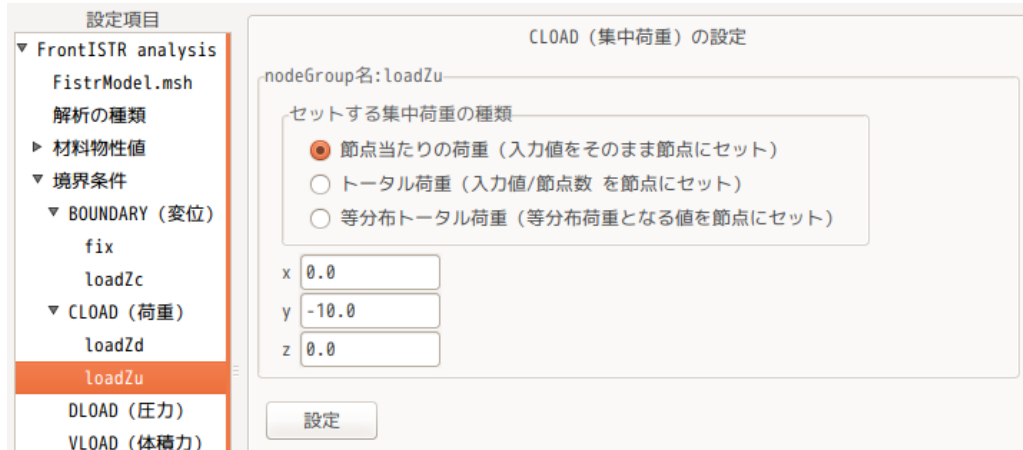 設定項目
▼ FrontISTR analysis
FistrModel.msh
解析の種類
▶ 材料物性値
▼ 境界条件
▼ BOUNDARY (変位)
fix
loadZc
▼ CLOAD (荷重)
loadZd
loadZu
DLOAD (圧力)
VLOAD (体積力)
CLOAD (集中荷重) の設定
nodeGroup名:loadZu
セットする集中荷重の種類
節点当たりの荷重 (入力値をそのまま節点にセット)
トータル荷重 (入力値/節点数 を節点にセット)
等分布トータル荷重 (等分布荷重となる値を節点にセット)
x 0.0
y -10.0
z 0.0
設定